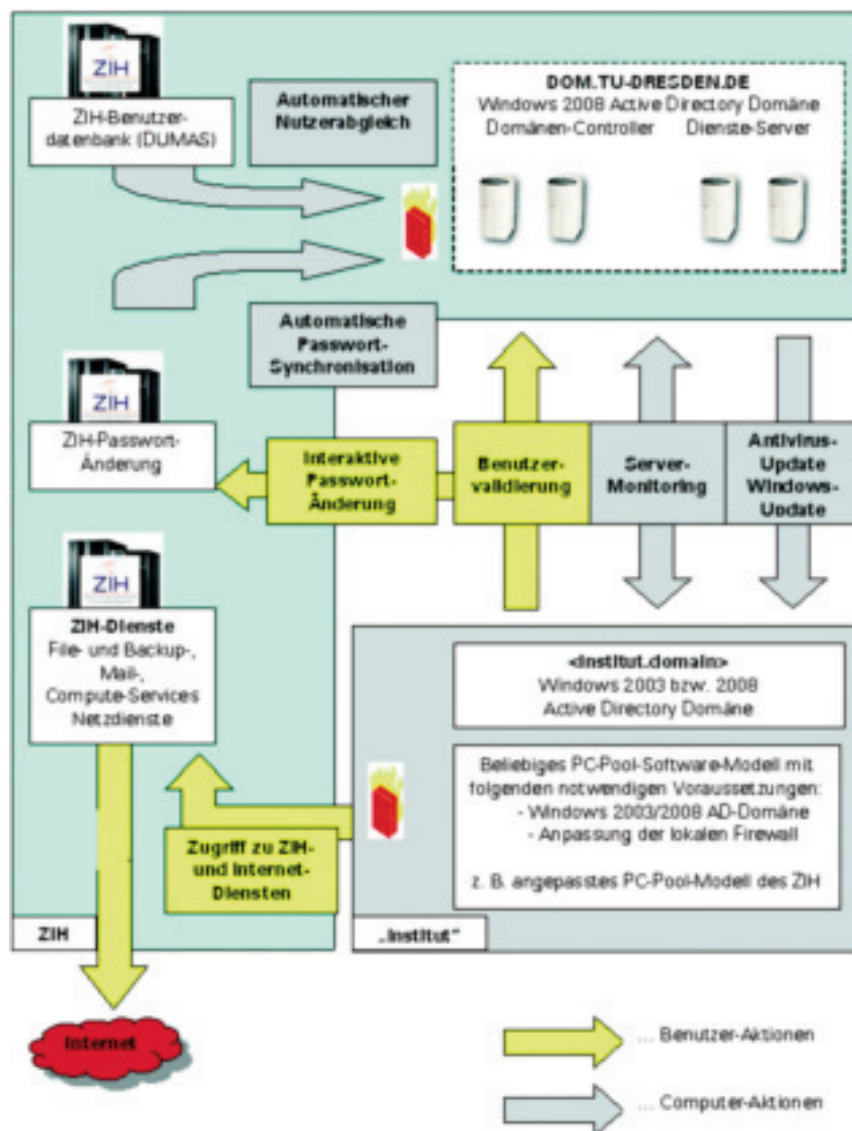 ZIH
ZIH-Benutzer-
datenbank (DUMAS)
Automatischer
Nutzerabgleich
DOM.TU-DRESDEN.DE
Windows 2008 Active Directory Domäne
Domänen-Controller
Dienste-Server
Automatische
Passwort-
Synchronisation
ZIH
ZIH-Passwort-
Änderung
Interaktive
Passwort-
Änderung
Benutzer-
validierung
Server-
Monitoring
Antivirus-
Update
Windows-
Update
ZIH
ZIH-Dienste
File- und Backup-,
Mail-,
Compute-Services
Netzdienste
<Institut.domain>
Windows 2003 bzw. 2008
Active Directory Domäne
Beliebiges PC-Pool-Software-Modell mit
folgenden notwendigen Voraussetzungen:
- Windows 2003/2008 AD-Domäne
- Anpassung der lokalen Firewall
z. B. angepasstes PC-Pool-Modell des ZIH
Zugriff zu ZIH-
und Internet-
Diensten
ZIH
„Institut“
Internet
... Benutzer-Aktionen
... Computer-Aktionen